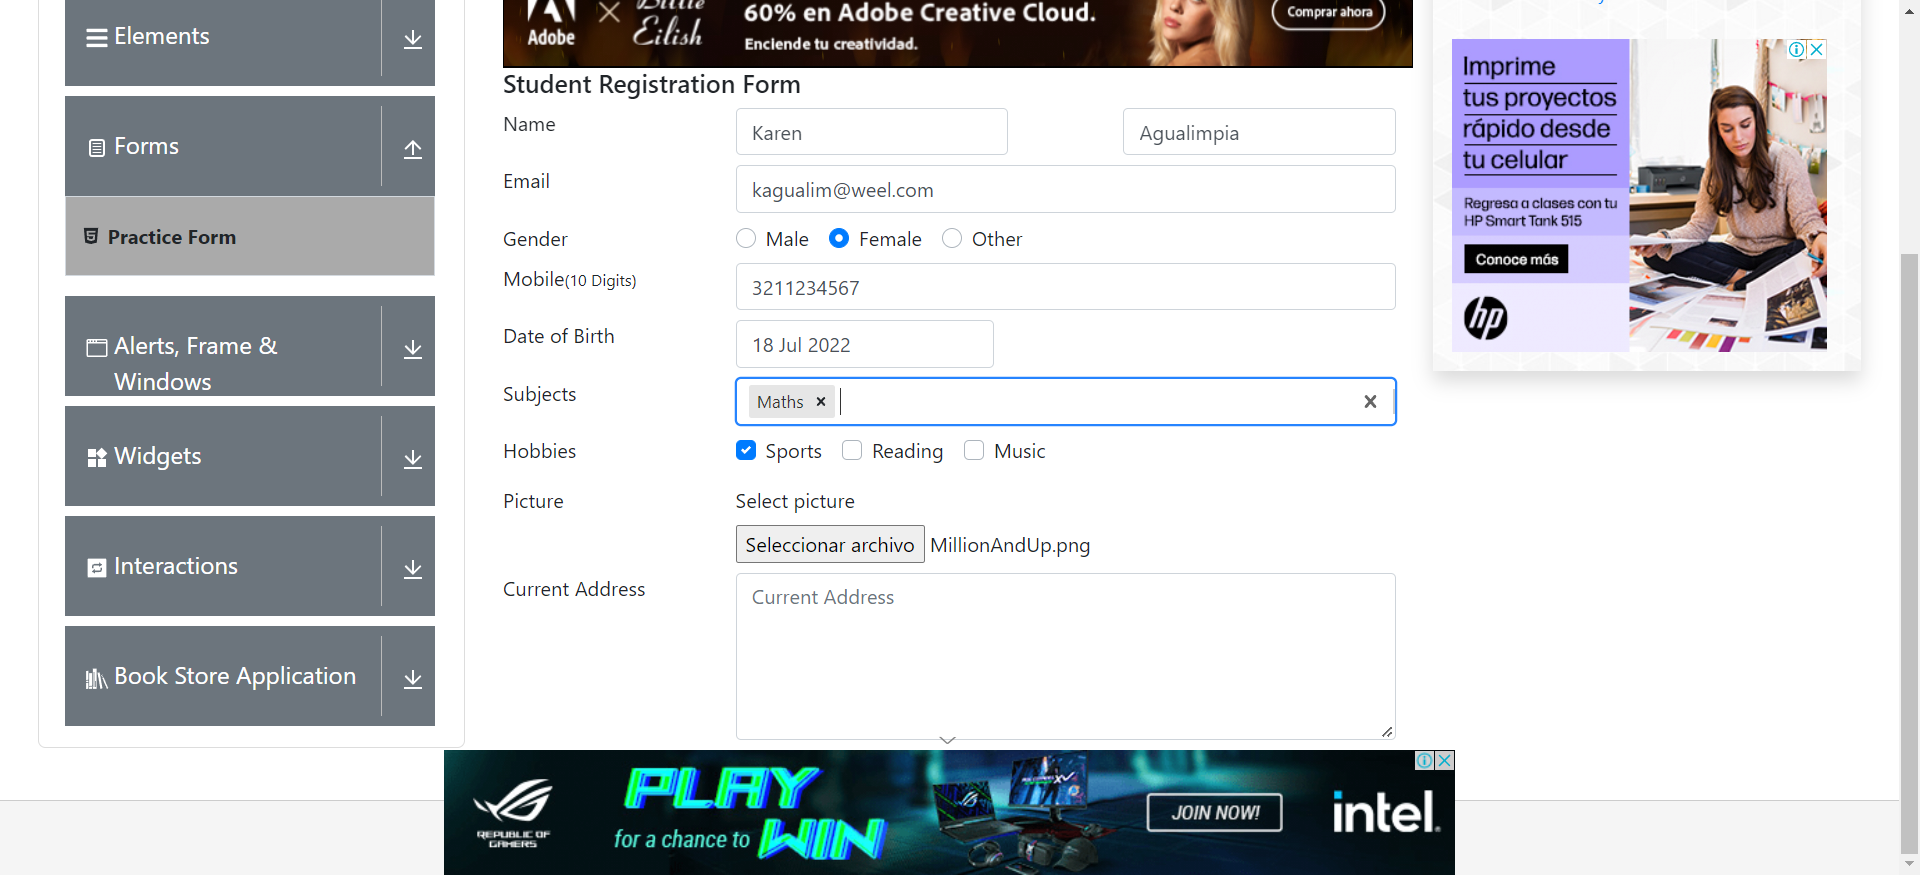 Elements
Forms
Practice Form
Alerts, Frame &
Windows
Widgets
Interactions
Book Store Application
Adobe
Billie
Eilish
60% en Adobe Creative Cloud.
Enciende tu creatividad.
Comprar ahora
Student Registration Form
Name
Karen
Agualimpia
Email
kagualim@weel.com
Gender
Male
Female
Other
Mobile(10 Digits)
3211234567
Date of Birth
18 Jul 2022
Subjects
Maths
Hobbies
Sports
Reading
Music
Picture
Select picture
Seleccionar archivo MillionAndUp.png
Current Address
Current Address
Imprime
tus proyectos
rápido desde
tu celular
Regresa a clases con tu
HP Smart Tank 515
Conoce más
hp
REPUBLIC OF
GAMERS
PLAY
for a chance to WIN
JOIN NOW!
intel.